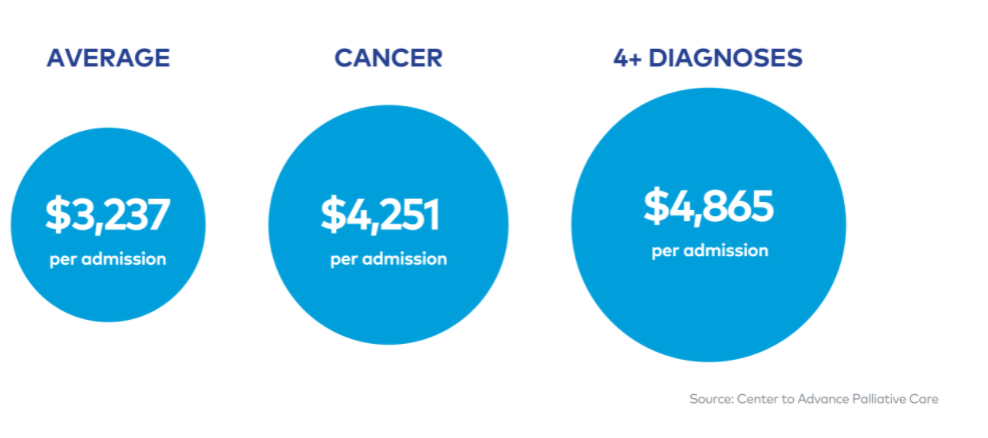 AVERAGE
$3,237
per admission
CANCER
$4,251
per admission
4+ DIAGNOSES
$4,865
per admission
Source: Center to Advance Palliative Care